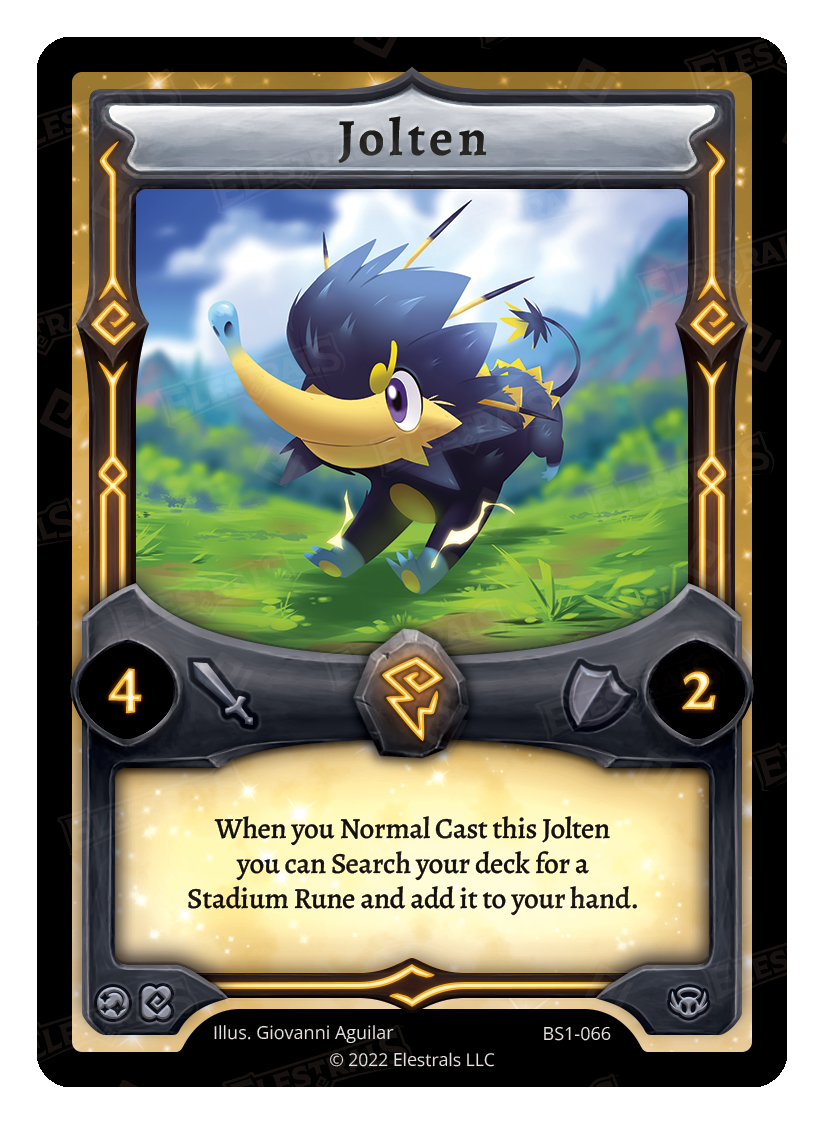 Jolten
4
2
When you Normal Cast this Jolten
you can Search your deck for a
Stadium Rune and add it to your hand.
Illus. Giovanni Aguilar
BS1-066
© 2022 Elestrals LLC